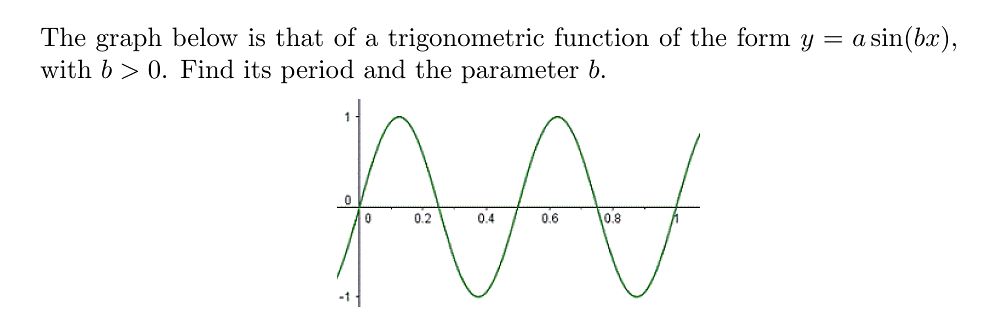 The graph below is that of a trigonometric function of the form y = a sin(bx),
with b > 0. Find its period and the parameter b.
1
0
0 0.2 0.4 0.6 0.8 1
-1